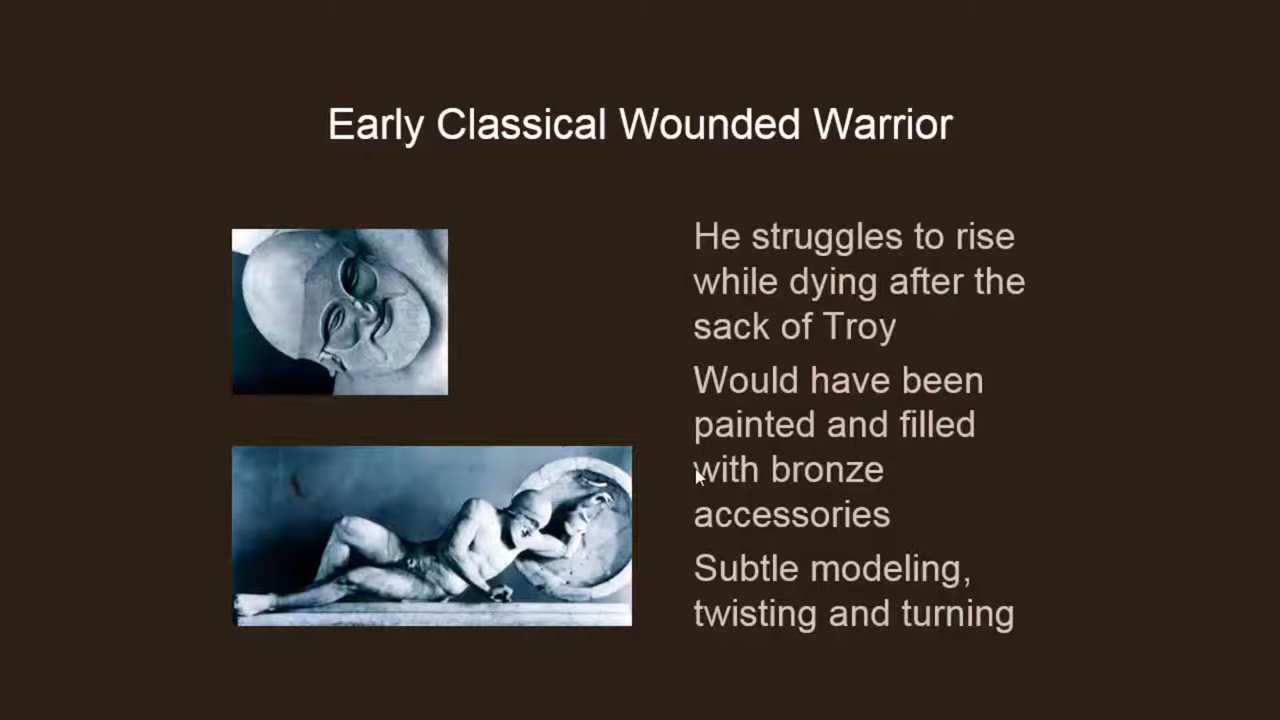 Early Classical Wounded Warrior
He struggles to rise
while dying after the
sack of Troy
Would have been
painted and filled
with bronze
accessories
Subtle modeling,
twisting and turning